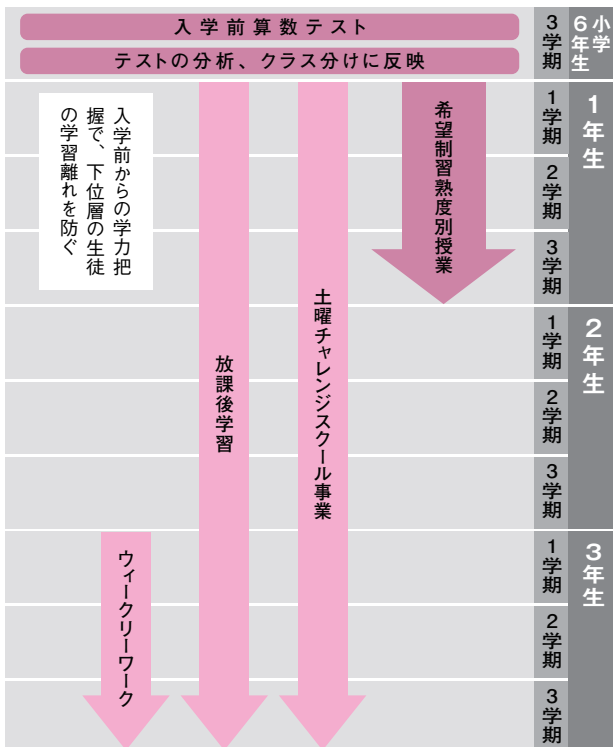 小学
6年生
3学期
入学前算数テスト
テストの分析、クラス分けに反映
1年生
1学期
2学期
3学期
希望制習熟度別授業
土曜チャレンジスクール事業
放課後学習
入学前からの学力把
握で、下位層の生徒
の学習離れを防ぐ
2年生
1学期
2学期
3学期
3年生
1学期
2学期
3学期
ウィークリーワーク